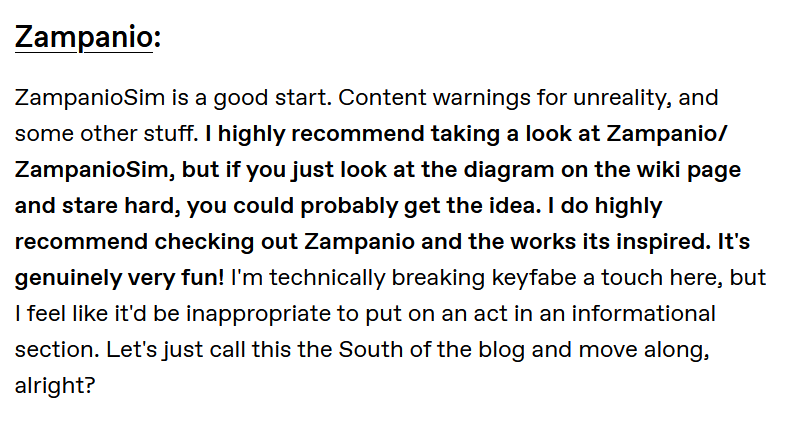 Zampanio:
ZampanioSim is a good start. Content warnings for unreality, and
some other stuff. I highly recommend taking a look at Zampanio/
ZampanioSim, but if you just look at the diagram on the wiki page
and stare hard, you could probably get the idea. I do highly
recommend checking out Zampanio and the works its inspired. It's
genuinely very fun! I'm technically breaking keyfabe a touch here, but
I feel like it'd be inappropriate to put on an act in an informational
section. Let's just call this the South of the blog and move along,
alright?